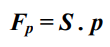 Fₚ = S . p